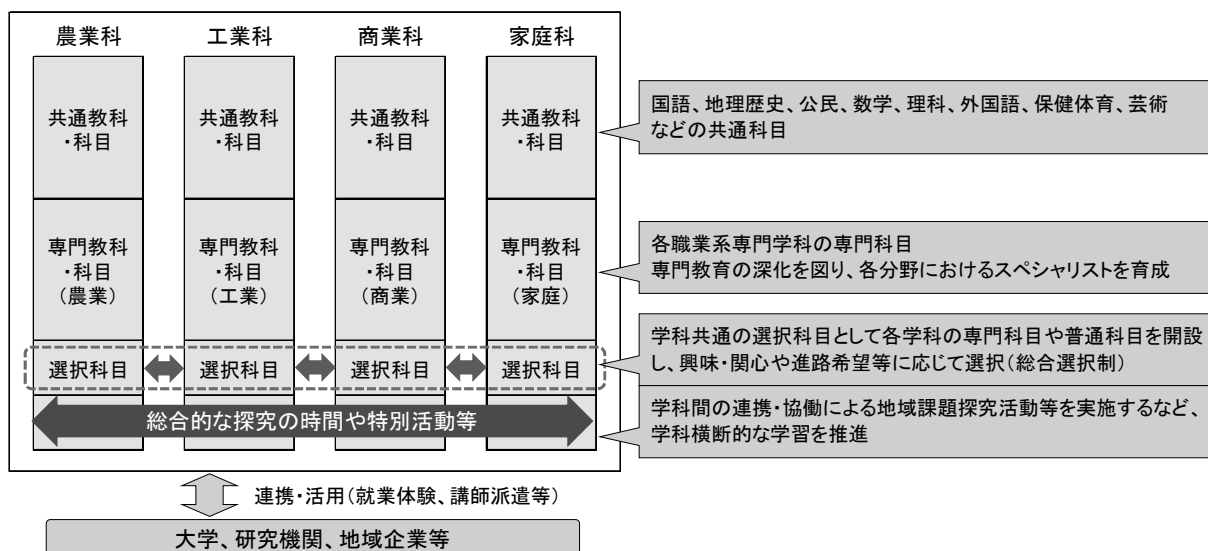 農業科
工業科
商業科
家庭科
共通教科
・科目
共通教科
・科目
共通教科
・科目
共通教科
・科目
国語、地理歴史、公民、数学、理科、外国語、保健体育、芸術
などの共通科目
専門教科
・科目
(農業)
専門教科
・科目
(工業)
専門教科
・科目
(商業)
専門教科
・科目
(家庭)
各職業系専門学科の専門科目
専門教育の深化を図り、各分野におけるスペシャリストを育成
選択科目
選択科目
選択科目
選択科目
学科共通の選択科目として各学科の専門科目や普通科目を開設
し、興味・関心や進路希望等に応じて選択(総合選択制)
総合的な探究の時間や特別活動等
学科間の連携・協働による地域課題探究活動等を実施するなど、
学科横断的な学習を推進
連携・活用(就業体験、講師派遣等)
大学、研究機関、地域企業等